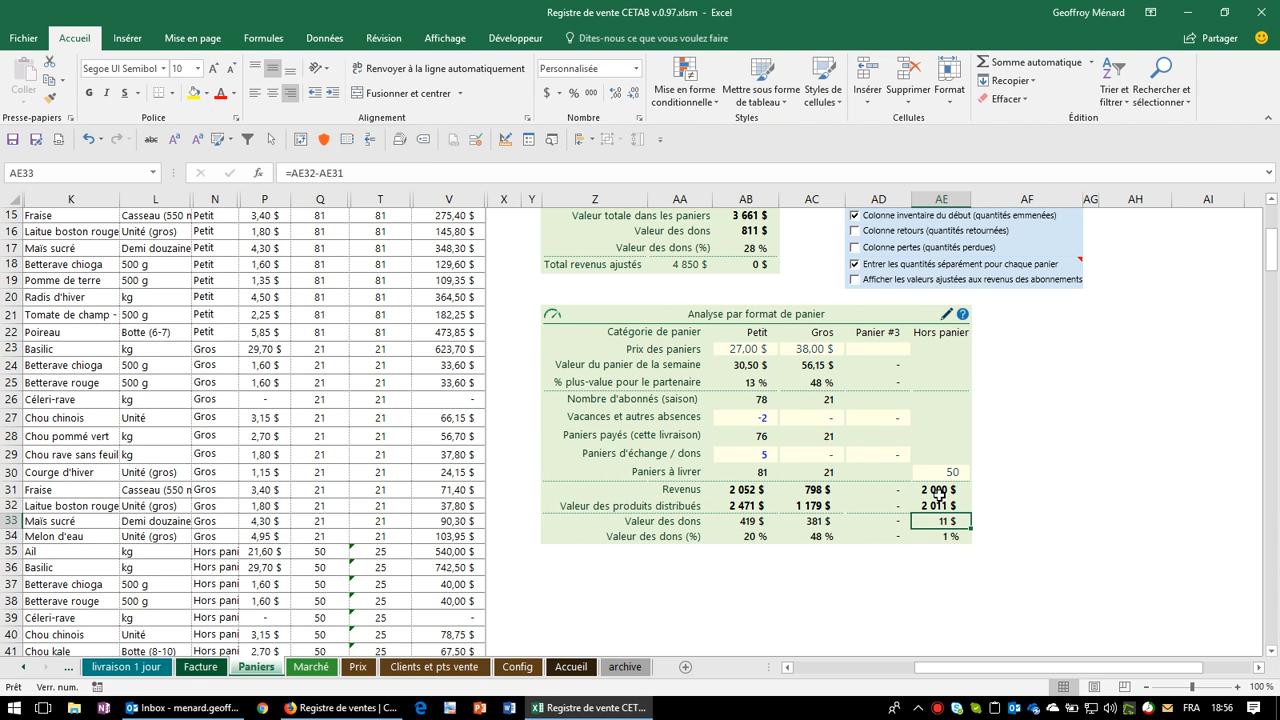 Registre de vente CETAB v.0.97.xlsm - Excel
Geoffroy Ménard
Fichier Accueil Insérer Mise en page Formules Données Révision Affichage Développeur Dites-nous ce que vous voulez faire Partager
Coller
Segoe UI Symbol 10
G I S
Renvoyer à la ligne automatiquement
Fusionner et centrer
Personnalisée
$ % 000
Mise en forme conditionnelle
Mettre sous forme de tableau
Styles de cellules
Insérer Supprimer Format
Somme automatique
Recopier
Effacer
Trier et filtrer
Rechercher et sélectionner
Presse-papiers Police Alignement Nombre Styles Cellules Édition
AE33 =AE32-AE31
K L N P Q T V X Y Z AA AB AC AD AE AF AG AH AI
15 Fraise Casseau (550 m Petit 3,40 $ 81 81 275,40 $
16 Laitue boston rouge Unité (gros) Petit 1,80 $ 81 81 145,80 $
17 Maïs sucré Demi douzaine Petit 4,30 $ 81 81 348,30 $
18 Betterave chioga 500 g Petit 1,60 $ 81 81 129,60 $
19 Pomme de terre 500 g Petit 1,35 $ 81 81 109,35 $
20 Radis d'hiver kg Petit 4,50 $ 81 81 364,50 $
21 Tomate de champ - 500 g Petit 2,25 $ 81 81 182,25 $
22 Poireau Botte (6-7) Petit 5,85 $ 81 81 473,85 $
23 Basilic kg Gros 29,70 $ 21 21 623,70 $
24 Betterave chioga 500 g Gros 1,60 $ 21 21 33,60 $
25 Betterave rouge 500 g Gros 1,60 $ 21 21 33,60 $
26 Céleri-rave kg Gros - 21 21 -
27 Chou chinois Unité Gros 3,15 $ 21 21 66,15 $
28 Chou pommé vert kg Gros 2,70 $ 21 21 56,70 $
29 Chou rave sans feuil kg Gros 1,80 $ 21 21 37,80 $
30 Courge d'hiver Unité (gros) Gros 1,15 $ 21 21 24,15 $
31 Fraise Casseau (550 m Gros 3,40 $ 21 21 71,40 $
32 Laitue boston rouge Unité (gros) Gros 1,80 $ 21 21 37,80 $
33 Maïs sucré Demi douzaine Gros 4,30 $ 21 21 90,30 $
34 Melon d'eau Unité (gros) Gros 4,95 $ 21 21 103,95 $
35 Ail kg Hors pani 21,60 $ 50 25 540,00 $
36 Basilic kg Hors pani 29,70 $ 50 25 742,50 $
37 Betterave chioga 500 g Hors pani 1,60 $ 50 25 40,00 $
38 Betterave rouge 500 g Hors pani 1,60 $ 50 25 40,00 $
39 Céleri-rave kg Hors pani - 50 25 -
40 Chou chinois Unité Hors pani 3,15 $ 50 25 78,75 $
41 Chou kale Botte (8-10) Hors pani 2,70 $ 50 25 67,50 $
Valeur totale dans les paniers 3 661 $
Valeur des dons 811 $
Valeur des dons (%) 28 %
Total revenus ajustés 4 850 $ 0 $
Colonne inventaire du début (quantités emmenées)
Colonne retours (quantités retournées)
Colonne pertes (quantités perdues)
Entrer les quantités séparément pour chaque panier
Afficher les valeurs ajustées aux revenus des abonnements
Analyse par format de panier
Catégorie de panier Petit Gros Panier #3 Hors panier
Prix des paniers 27,00 $ 38,00 $
Valeur du panier de la semaine 30,50 $ 56,15 $ -
% plus-value pour le partenaire 13 % 48 % -
Nombre d'abonnés (saison) 78 21
Vacances et autres absences -2 - -
Paniers payés (cette livraison) 76 21
Paniers d'échange / dons 5 - -
Paniers à livrer 81 21 50
Revenus 2 052 $ 798 $ - 2 000 $
Valeur des produits distribués 2 471 $ 1 179 $ - 2 011 $
Valeur des dons 419 $ 381 $ - 11 $
Valeur des dons (%) 20 % 48 % - 1 %
... livraison 1 jour Facture Paniers Marché Prix Clients et pts vente Config Accueil archive
Prêt Verr. num. 100 %
Inbox - menard.geoff... Registre de ventes | C... Registre de vente CET... FRA 18:56